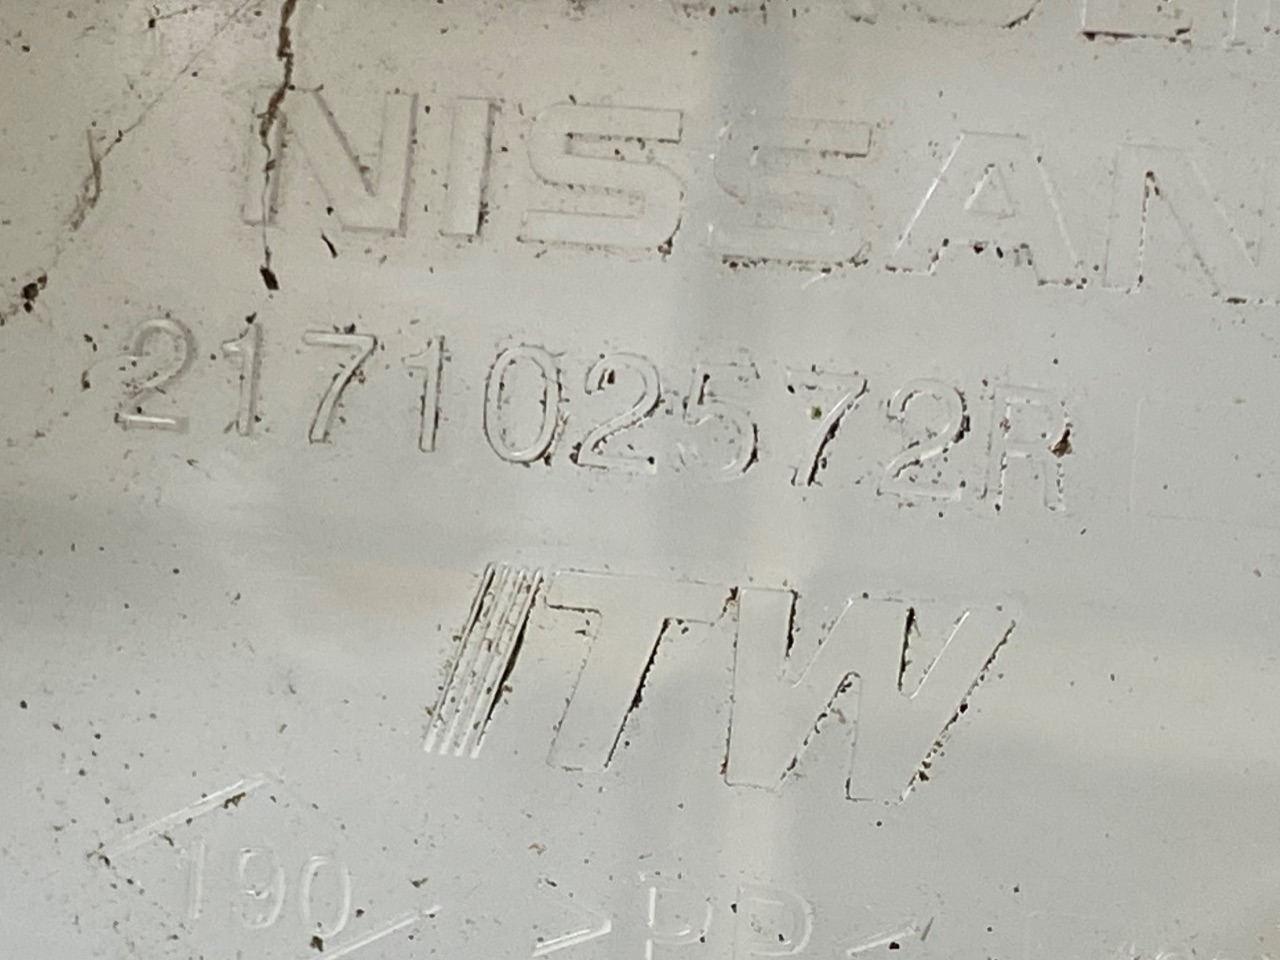 NISSAN
217102572R
ITW
190 >PP<